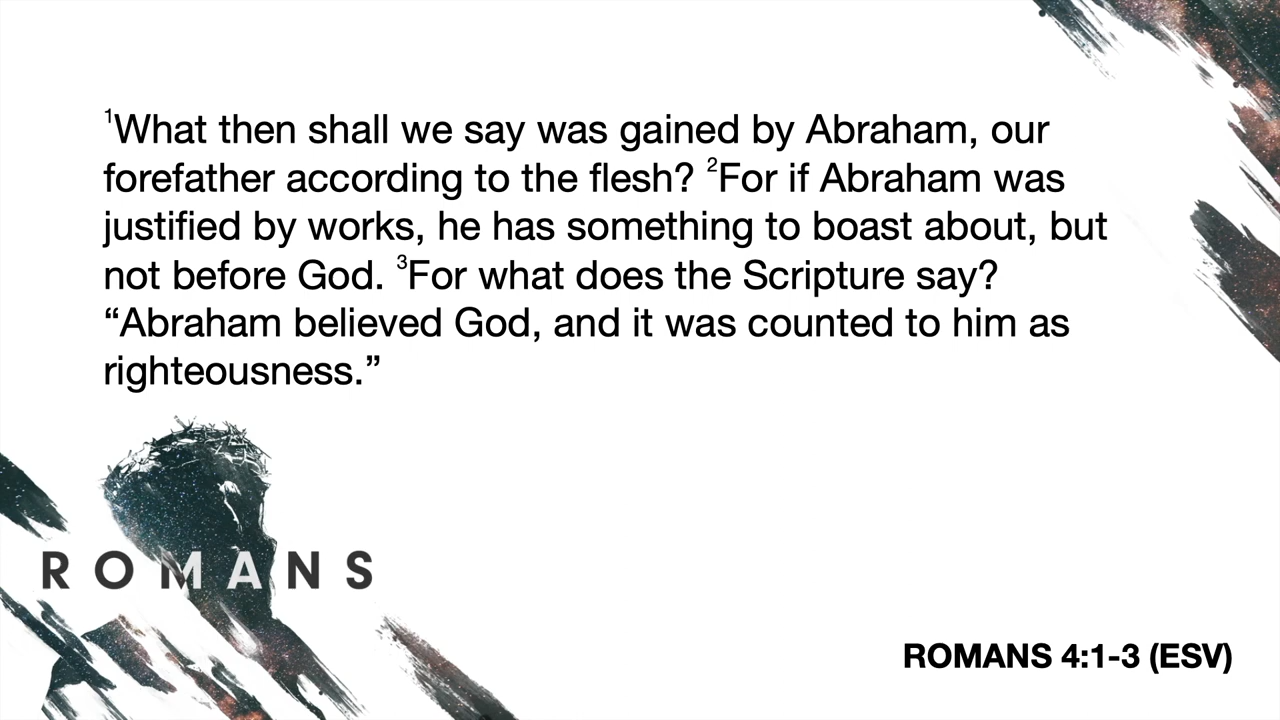 ¹What then shall we say was gained by Abraham, our
forefather according to the flesh? ²For if Abraham was
justified by works, he has something to boast about, but
not before God. ³For what does the Scripture say?
“Abraham believed God, and it was counted to him as
righteousness.”
ROMANS
ROMANS 4:1-3 (ESV)